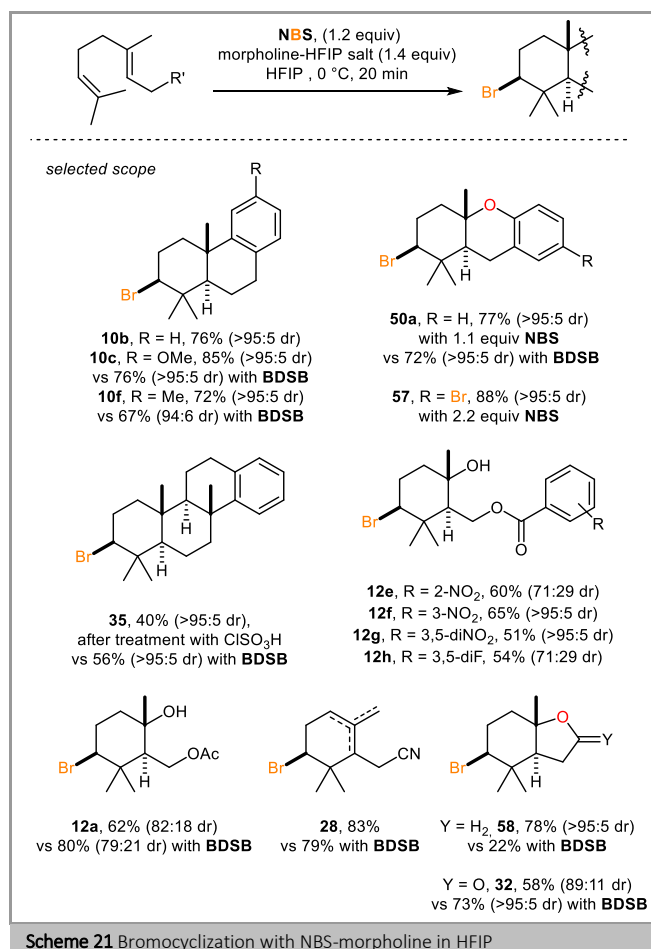 NBS, (1.2 equiv)
morpholine-HFIP salt (1.4 equiv)
HFIP , 0 °C, 20 min
R'
Br
H
selected scope
R
Br
H
10b, R = H, 76% (>95:5 dr)
10c, R = OMe, 85% (>95:5 dr)
vs 76% (>95:5 dr) with BDSB
10f, R = Me, 72% (>95:5 dr)
vs 67% (94:6 dr) with BDSB
O
Br
H
R
50a, R = H, 77% (>95:5 dr)
with 1.1 equiv NBS
vs 72% (>95:5 dr) with BDSB
57, R = Br, 88% (>95:5 dr)
with 2.2 equiv NBS
H
Br
H
35, 40% (>95:5 dr),
after treatment with ClSO3H
vs 56% (>95:5 dr) with BDSB
OH
O
Br
H
O
R
12e, R = 2-NO2, 60% (71:29 dr)
12f, R = 3-NO2, 65% (>95:5 dr)
12g, R = 3,5-diNO2, 51% (>95:5 dr)
12h, R = 3,5-diF, 54% (71:29 dr)
OH
OAc
Br
H
12a, 62% (82:18 dr)
vs 80% (79:21 dr) with BDSB
CN
Br
28, 83%
vs 79% with BDSB
O
Y
Br
H
Y = H2, 58, 78% (>95:5 dr)
vs 22% with BDSB
Y = O, 32, 58% (89:11 dr)
vs 73% (>95:5 dr) with BDSB
Scheme 21 Bromocyclization with NBS-morpholine in HFIP